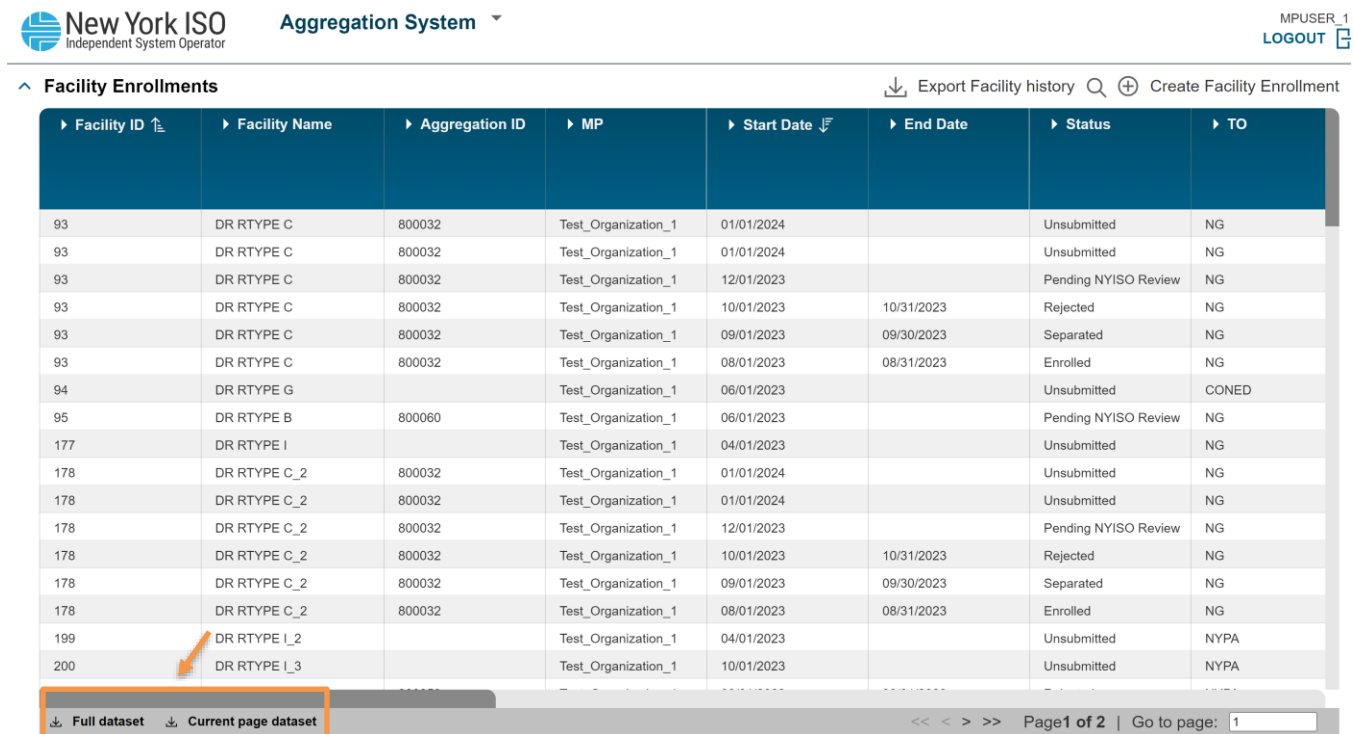 New York ISO
Independent System Operator
Aggregation System
MPUSER_1
LOGOUT
Facility Enrollments
Export Facility history
Create Facility Enrollment
Facility ID Facility Name Aggregation ID MP Start Date End Date Status TO
93 DR RTYPE C 800032 Test_Organization_1 01/01/2024 Unsubmitted NG
93 DR RTYPE C 800032 Test_Organization_1 01/01/2024 Unsubmitted NG
93 DR RTYPE C 800032 Test_Organization_1 12/01/2023 Pending NYISO Review NG
93 DR RTYPE C 800032 Test_Organization_1 10/01/2023 10/31/2023 Rejected NG
93 DR RTYPE C 800032 Test_Organization_1 09/01/2023 09/30/2023 Separated NG
93 DR RTYPE C 800032 Test_Organization_1 08/01/2023 08/31/2023 Enrolled NG
94 DR RTYPE G Test_Organization_1 06/01/2023 Unsubmitted CONED
95 DR RTYPE B 800060 Test_Organization_1 06/01/2023 Pending NYISO Review NG
177 DR RTYPE I Test_Organization_1 04/01/2023 Unsubmitted NG
178 DR RTYPE C_2 800032 Test_Organization_1 01/01/2024 Unsubmitted NG
178 DR RTYPE C_2 800032 Test_Organization_1 01/01/2024 Unsubmitted NG
178 DR RTYPE C_2 800032 Test_Organization_1 12/01/2023 Pending NYISO Review NG
178 DR RTYPE C_2 800032 Test_Organization_1 10/01/2023 10/31/2023 Rejected NG
178 DR RTYPE C_2 800032 Test_Organization_1 09/01/2023 09/30/2023 Separated NG
178 DR RTYPE C_2 800032 Test_Organization_1 08/01/2023 08/31/2023 Enrolled NG
199 DR RTYPE I_2 Test_Organization_1 04/01/2023 Unsubmitted NYPA
200 DR RTYPE I_3 Test_Organization_1 10/01/2023 Unsubmitted NYPA
Full dataset Current page dataset << < > >> Page1 of 2 | Go to page: 1